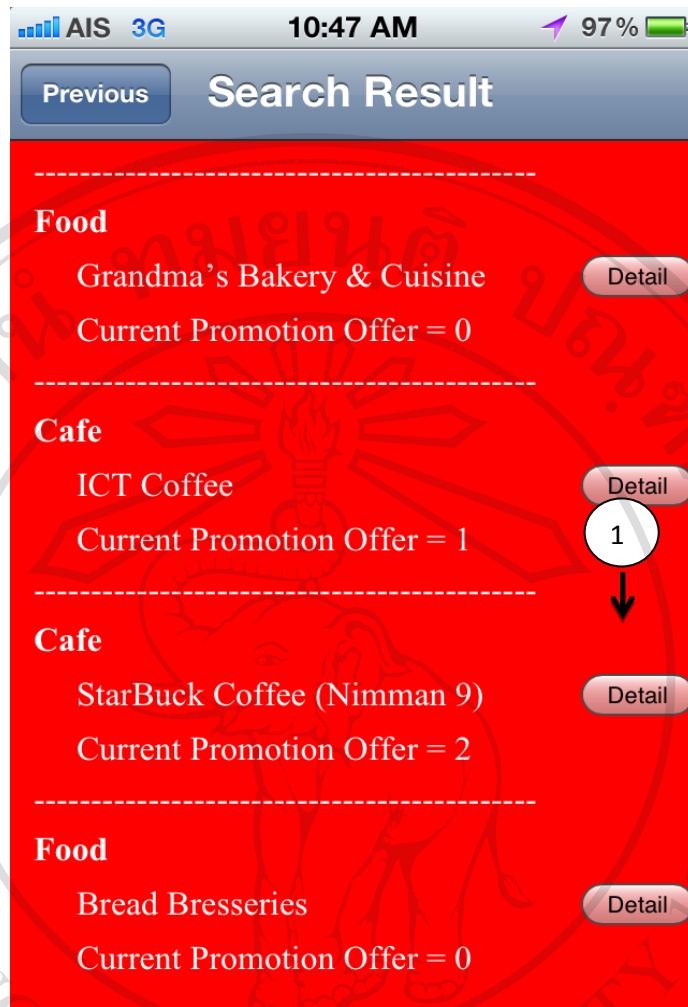 AIS 3G 10:47 AM 97%
Previous Search Result
------------------------------------------
Food
Grandma's Bakery & Cuisine Detail
Current Promotion Offer = 0
------------------------------------------
Cafe
ICT Coffee Detail
Current Promotion Offer = 1
1
------------------------------------------
Cafe
StarBuck Coffee (Nimman 9) Detail
Current Promotion Offer = 2
------------------------------------------
Food
Bread Bresseries Detail
Current Promotion Offer = 0